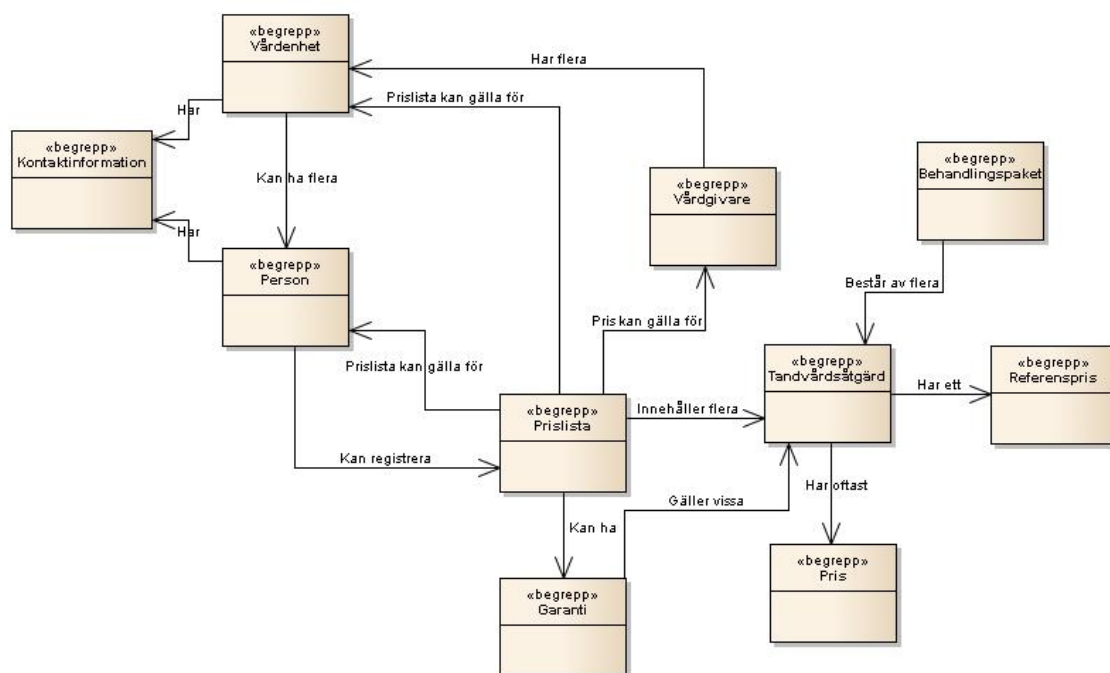 «begrepp»
Vårdenhet
Har flera
Prislista kan gälla för
Har
«begrepp»
Kontaktinformation
«begrepp»
Behandlingspaket
Kan ha flera
«begrepp»
Vårdgivare
Har
«begrepp»
Person
Består av flera
Pris kan gälla för
«begrepp»
Tandvårdsåtgärd
«begrepp»
Referenspris
Prislista kan gälla för
Har ett
«begrepp»
Prislista
Innehåller flera
Kan registrera
Har oftast
Gäller vissa
Kan ha
«begrepp»
Pris
«begrepp»
Garanti